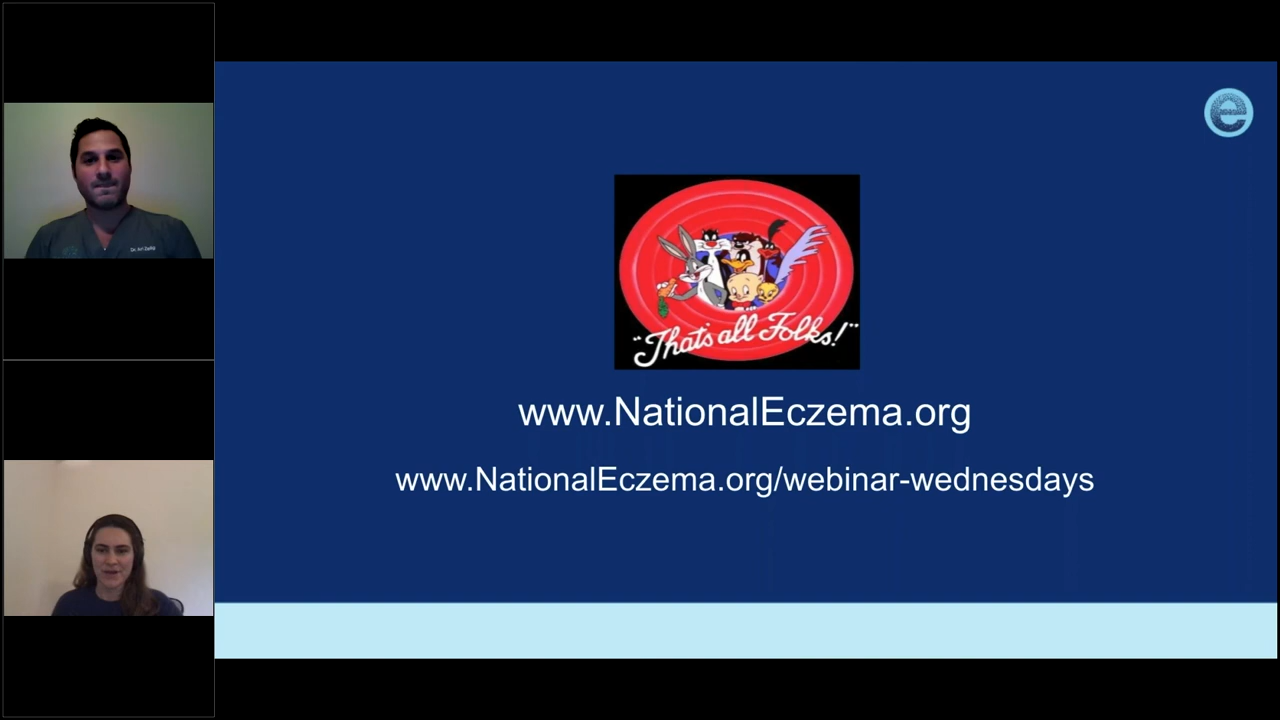 "That's all Folks!"
www.NationalEczema.org
www.NationalEczema.org/webinar-wednesdays
e